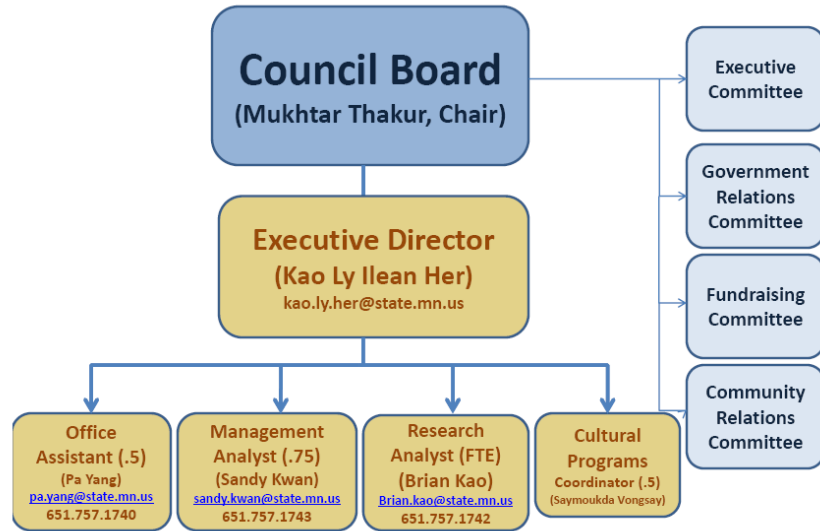 Council Board
(Mukhtar Thakur, Chair)
Executive
Committee
Government
Relations
Committee
Fundraising
Committee
Community
Relations
Committee
Executive Director
(Kao Ly Ilean Her)
kao.ly.her@state.mn.us
Office
Assistant (.5)
(Pa Yang)
pa.yang@state.mn.us
651.757.1740
Management
Analyst (.75)
(Sandy Kwan)
sandy.kwan@state.mn.us
651.757.1743
Research
Analyst (FTE)
(Brian Kao)
Brian.kao@state.mn.us
651.757.1742
Cultural
Programs
Coordinator (.5)
(Saymoukda Vongsay)